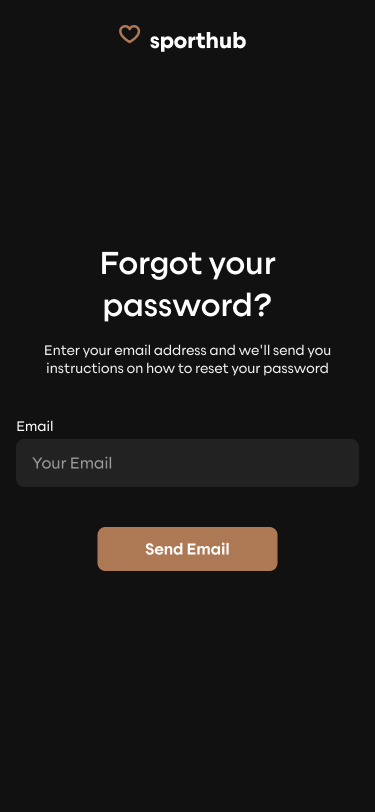 sporthub
Forgot your
password?
Enter your email address and we'll send you
instructions on how to reset your password
Email
Your Email
Send Email